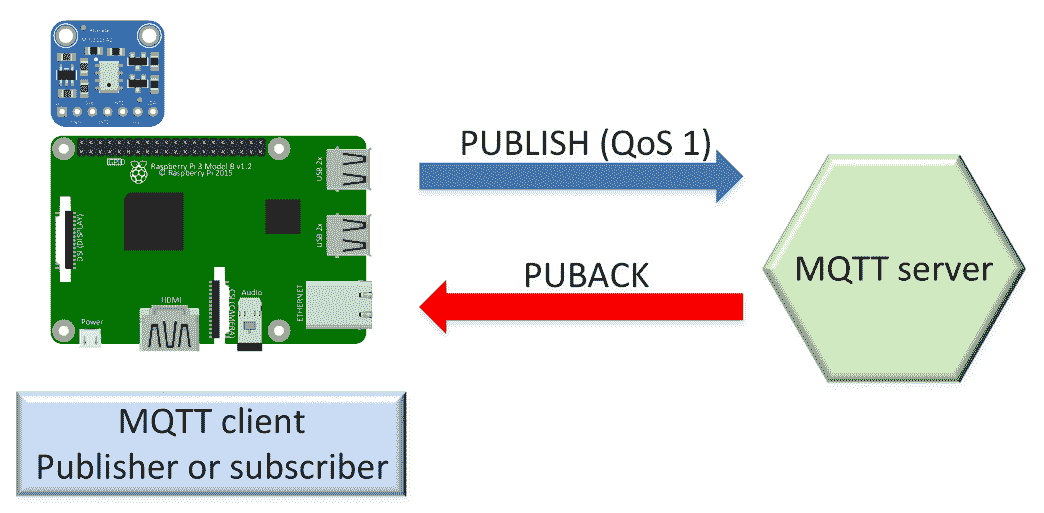 PUBLISH (QoS 1)
Raspberry Pi 3 Model B v1.2
© Raspberry Pi 2015
USB 2x
DSI (DISPLAY)
USB 2x
MQTT server
PUBACK
HDMI
CSI (CAMERA)
Audio
ETHERNET
Power
MQTT client
Publisher or subscriber